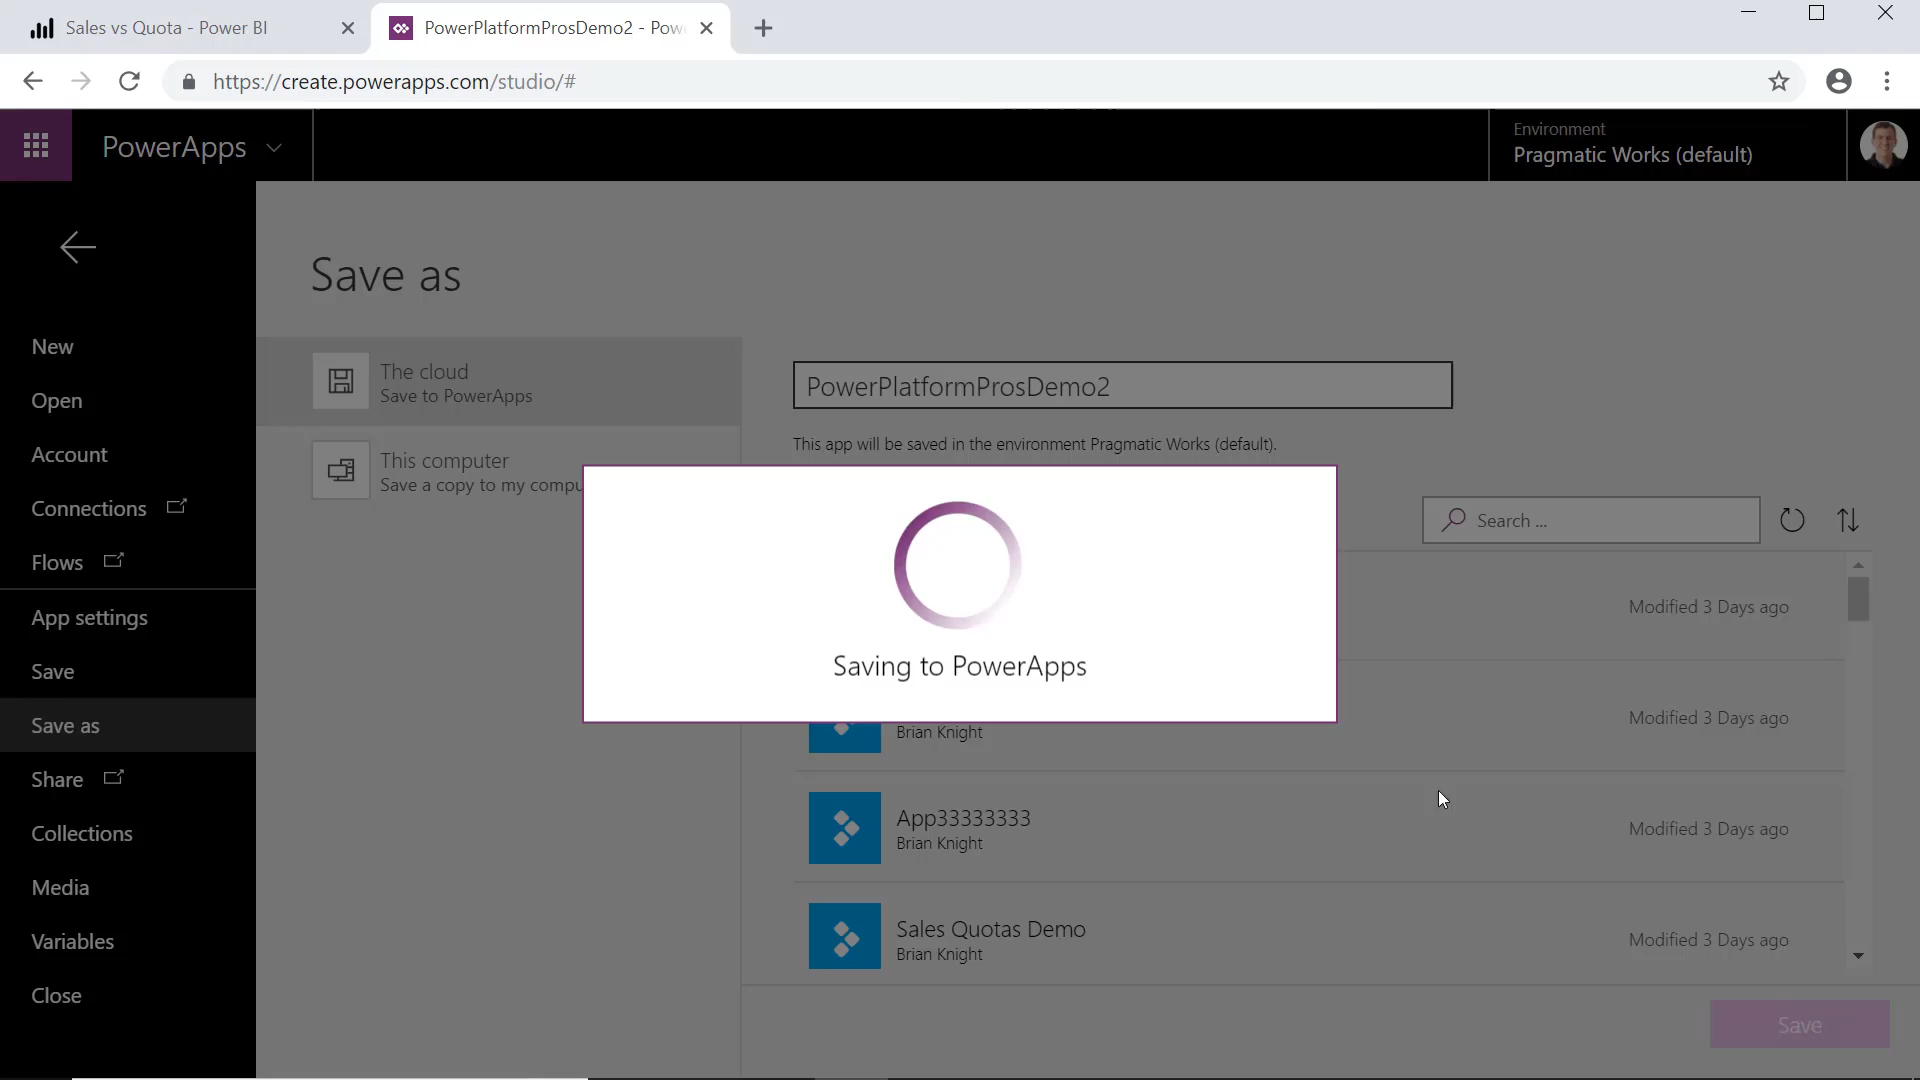 Sales vs Quota - Power BI
PowerPlatformProsDemo2 - Pow
https://create.powerapps.com/studio/#
PowerApps
Environment
Pragmatic Works (default)
Save as
New
Open
Account
Connections
Flows
App settings
Save
Save as
Share
Collections
Media
Variables
Close
The cloud
Save to PowerApps
This computer
Save a copy to my compu
PowerPlatformProsDemo2
This app will be saved in the environment Pragmatic Works (default).
Search ...
Saving to PowerApps
Modified 3 Days ago
Brian Knight
Modified 3 Days ago
App33333333
Brian Knight
Modified 3 Days ago
Sales Quotas Demo
Brian Knight
Modified 3 Days ago
Save